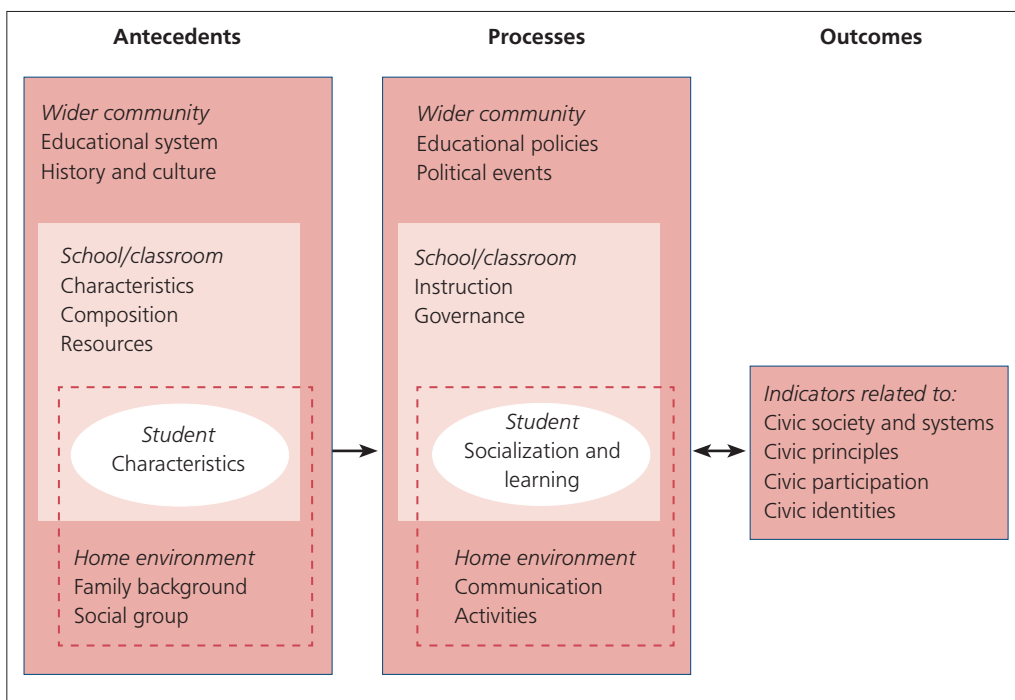 Antecedents
Wider community
Educational system
History and culture
School/classroom
Characteristics
Composition
Resources
Student
Characteristics
Home environment
Family background
Social group
Processes
Wider community
Educational policies
Political events
School/classroom
Instruction
Governance
Student
Socialization and
learning
Home environment
Communication
Activities
Outcomes
Indicators related to:
Civic society and systems
Civic principles
Civic participation
Civic identities